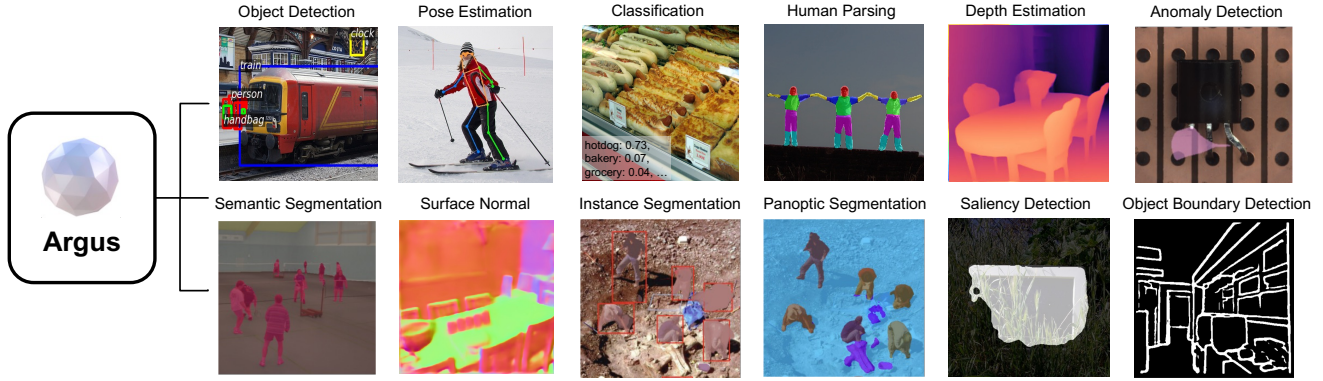 Object Detection
Pose Estimation
Classification
Human Parsing
Depth Estimation
Anomaly Detection
clock
train
person
handbag
hotdog: 0.73,
bakery: 0.07,
grocery: 0.04, ...
Argus
Semantic Segmentation
Surface Normal
Instance Segmentation
Panoptic Segmentation
Saliency Detection
Object Boundary Detection